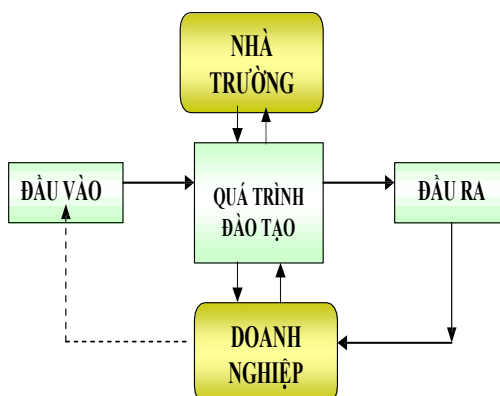 NHÀ
TRƯỜNG
ĐẦU VÀO
QUÁ TRÌNH
ĐÀO TẠO
ĐẦU RA
DOANH
NGHIỆP